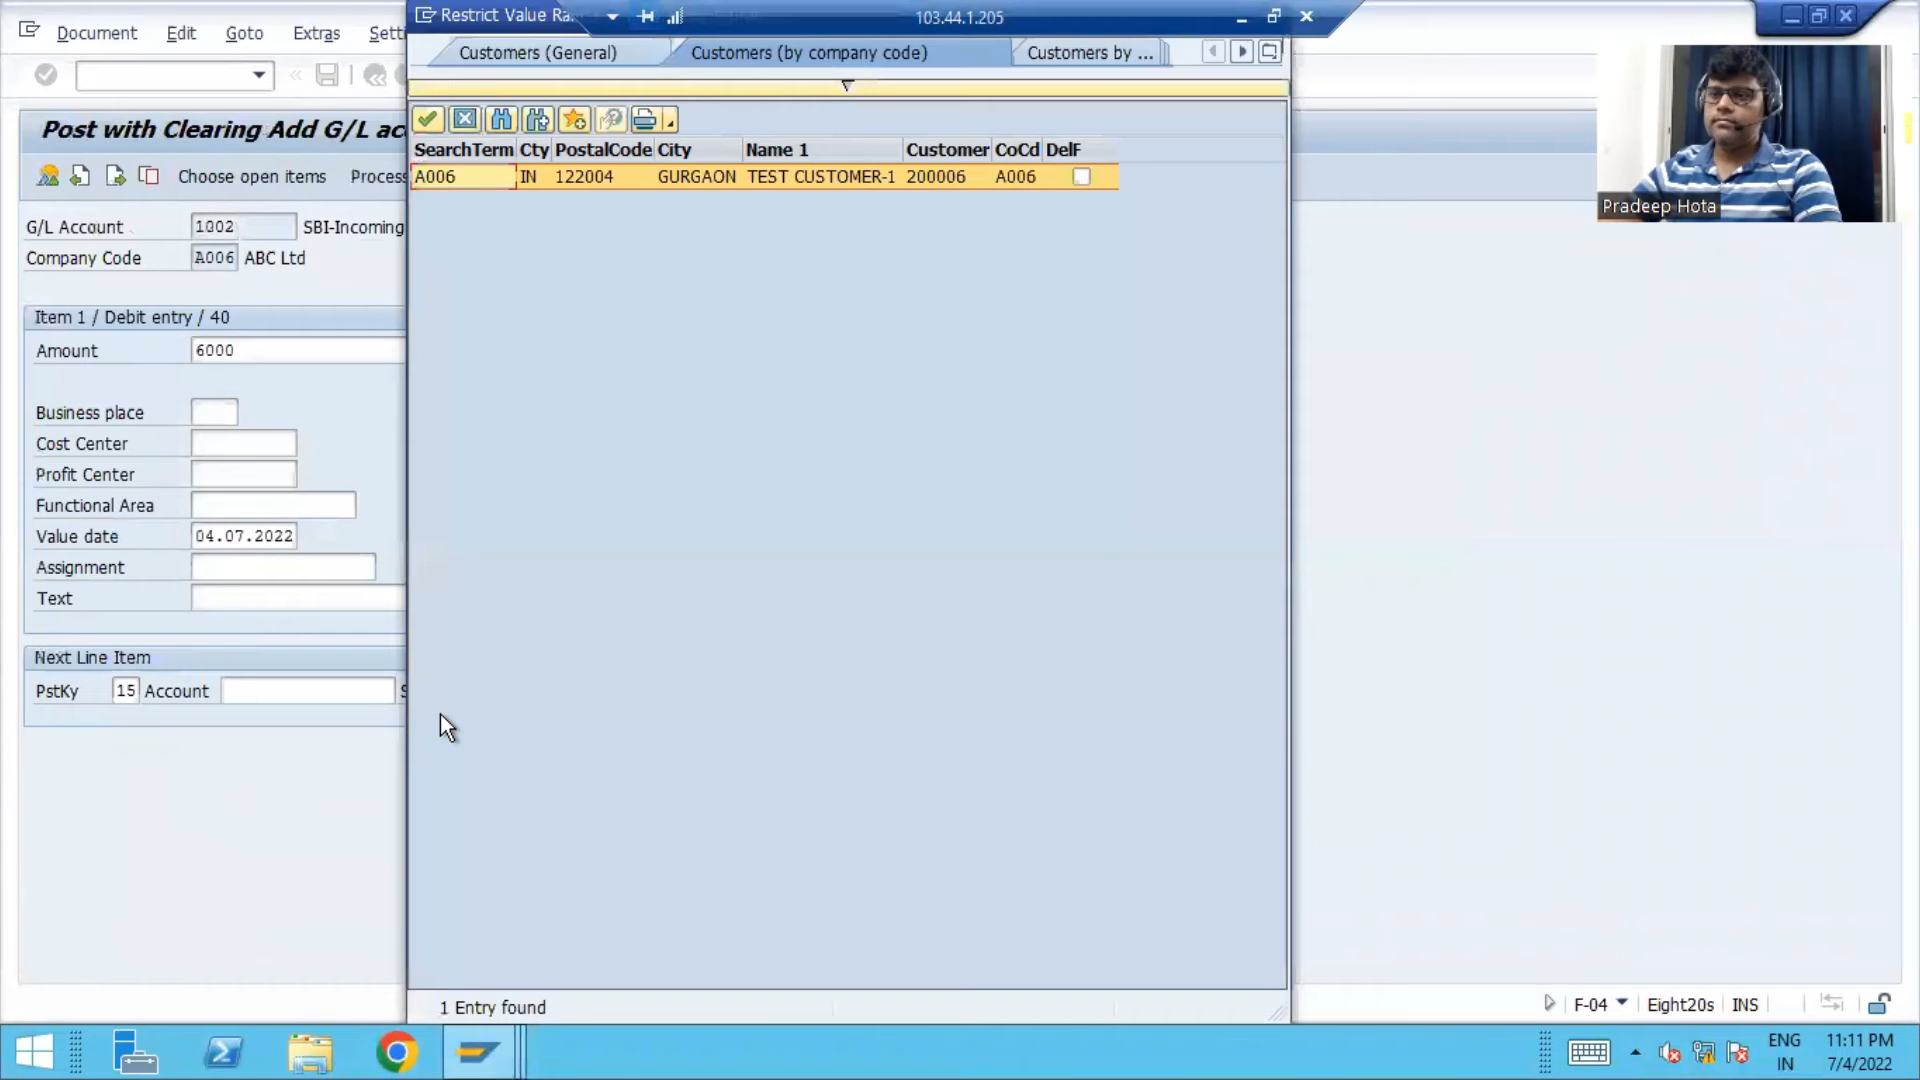 Document Edit Goto Extras Setti
Restrict Value Ra.
103.44.1.205
Customers (General) Customers (by company code) Customers by ...
Post with Clearing Add G/L ac
Choose open items Process
SearchTerm Cty PostalCode City Name 1 Customer CoCd DelF
A006 IN 122004 GURGAON TEST CUSTOMER-1 200006 A006
Pradeep Hota
G/L Account 1002 SBI-Incoming
Company Code A006 ABC Ltd
Item 1 / Debit entry / 40
Amount 6000
Business place
Cost Center
Profit Center
Functional Area
Value date 04.07.2022
Assignment
Text
Next Line Item
PstKy 15 Account
1 Entry found
F-04 Eight20s INS
ENG 11:11 PM
IN 7/4/2022